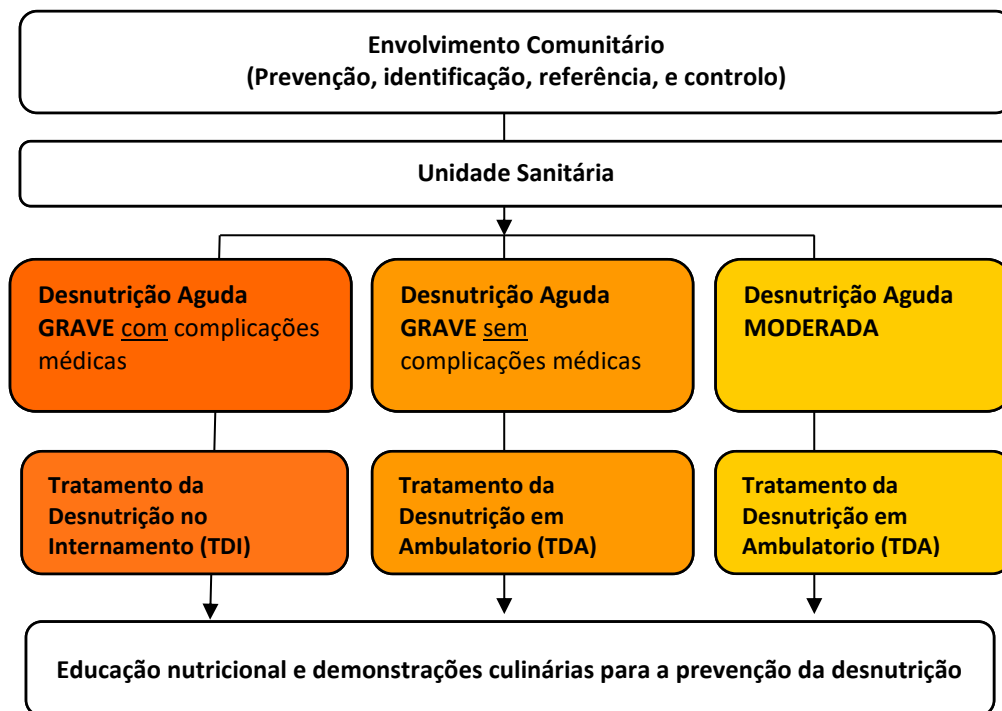 Envolvimento Comunitário
(Prevenção, identificação, referência, e controlo)
Unidade Sanitária
Desnutrição Aguda
GRAVE com complicações
médicas
Desnutrição Aguda
GRAVE sem
complicações médicas
Desnutrição Aguda
MODERADA
Tratamento da
Desnutrição no
Internamento (TDI)
Tratamento da
Desnutrição em
Ambulatorio (TDA)
Tratamento da
Desnutrição em
Ambulatorio (TDA)
Educação nutricional e demonstrações culinárias para a prevenção da desnutrição